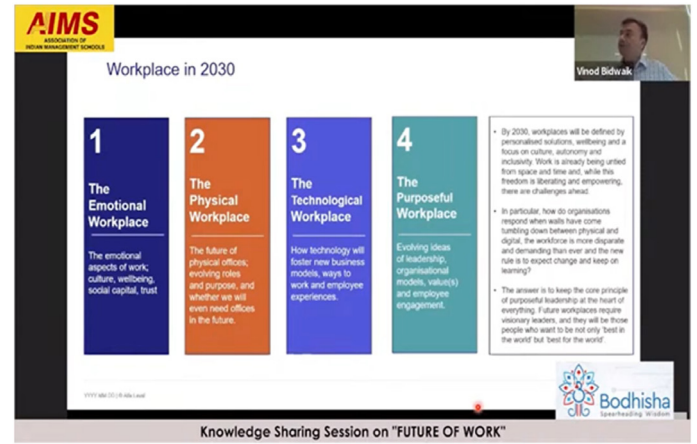 AIMS
ASSOCIATION OF
INDIAN MANAGEMENT SCHOOLS
Vinod Bidwaik
Workplace in 2030
1
The
Emotional
Workplace
The emotional
aspects of work;
culture, wellbeing,
social capital, trust
2
The
Physical
Workplace
The future of
physical offices;
evolving roles
and purpose, and
whether we will
even need offices
in the future.
3
The
Technological
Workplace
How technology will
foster new business
models, ways to
work and employee
experiences.
4
The
Purposeful
Workplace
Evolving ideas
of leadership,
organisational
models, value(s)
and employee
engagement.
• By 2030, workplaces will be defined by
personalised solutions, wellbeing and a
focus on culture, autonomy and
inclusivity. Work is already being untied
from space and time and, while this
freedom is liberating and empowering,
there are challenges ahead.
• In particular, how do organisations
respond when walls have come
tumbling down between physical and
digital, the workforce is more disparate
and demanding than ever and the new
rule is to expect change and keep on
learning?
• The answer is to keep the core principle
of purposeful leadership at the heart of
everything. Future workplaces require
visionary leaders, and they will be those
people who want to be not only 'best in
the world' but 'best for the world'.
YYYY.MM.DD | © Alfa Laval
Bodhisha
Spearheading Wisdom
Knowledge Sharing Session on "FUTURE OF WORK"